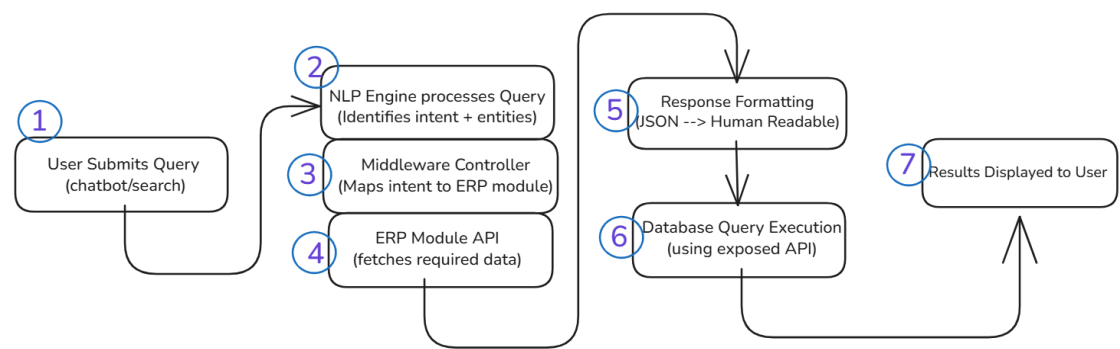 1
User Submits Query
(chatbot/search)
2
NLP Engine processes Query
(Identifies intent + entities)
3
Middleware Controller
(Maps intent to ERP module)
4
ERP Module API
(fetches required data)
5
Response Formatting
(JSON --> Human Readable)
6
Database Query Execution
(using exposed API)
7
Results Displayed to User